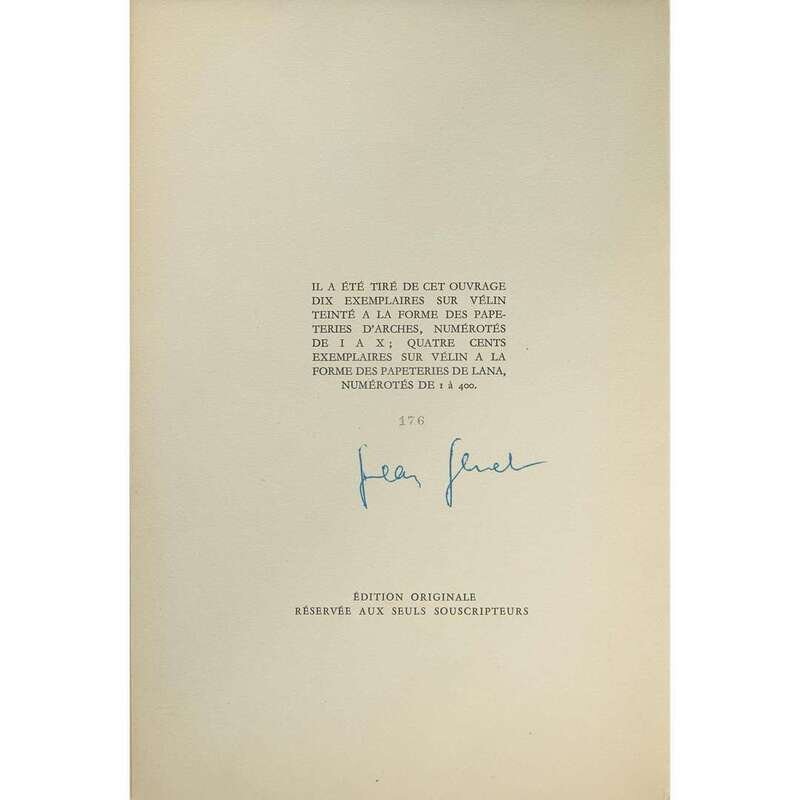 IL A ÉTÉ TIRÉ DE CET OUVRAGE
DIX EXEMPLAIRES SUR VÉLIN
TEINTÉ A LA FORME DES PAPE-
TERIES D'ARCHES, NUMÉROTÉS
DE I A X ; QUATRE CENTS
EXEMPLAIRES SUR VÉLIN A LA
FORME DES PAPETERIES DE LANA,
NUMÉROTÉS DE 1 à 400.
176
Jean Genet
ÉDITION ORIGINALE
RÉSERVÉE AUX SEULS SOUSCRIPTEURS